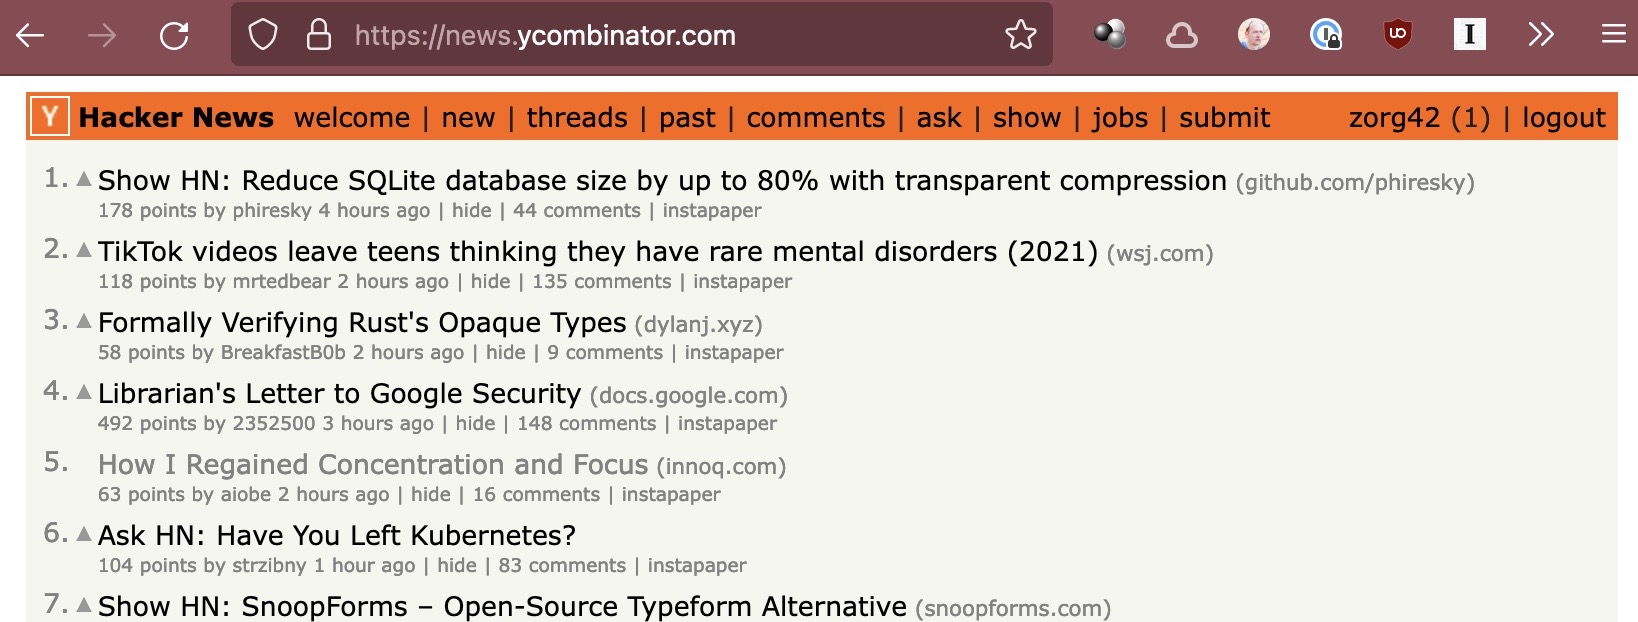 https://news.ycombinator.com
Y Hacker News welcome | new | threads | past | comments | ask | show | jobs | submit zorg42 (1) | logout
1. ▲ Show HN: Reduce SQLite database size by up to 80% with transparent compression (github.com/phiresky)
178 points by phiresky 4 hours ago | hide | 44 comments | instapaper
2. ▲ TikTok videos leave teens thinking they have rare mental disorders (2021) (wsj.com)
118 points by mrtedbear 2 hours ago | hide | 135 comments | instapaper
3. ▲ Formally Verifying Rust's Opaque Types (dylanj.xyz)
58 points by BreakfastB0b 2 hours ago | hide | 9 comments | instapaper
4. ▲ Librarian's Letter to Google Security (docs.google.com)
492 points by 2352500 3 hours ago | hide | 148 comments | instapaper
5. How I Regained Concentration and Focus (innoq.com)
63 points by aiobe 2 hours ago | hide | 16 comments | instapaper
6. ▲ Ask HN: Have You Left Kubernetes?
104 points by strzibny 1 hour ago | hide | 83 comments | instapaper
7. ▲ Show HN: SnoopForms – Open-Source Typeform Alternative (snoopforms.com)